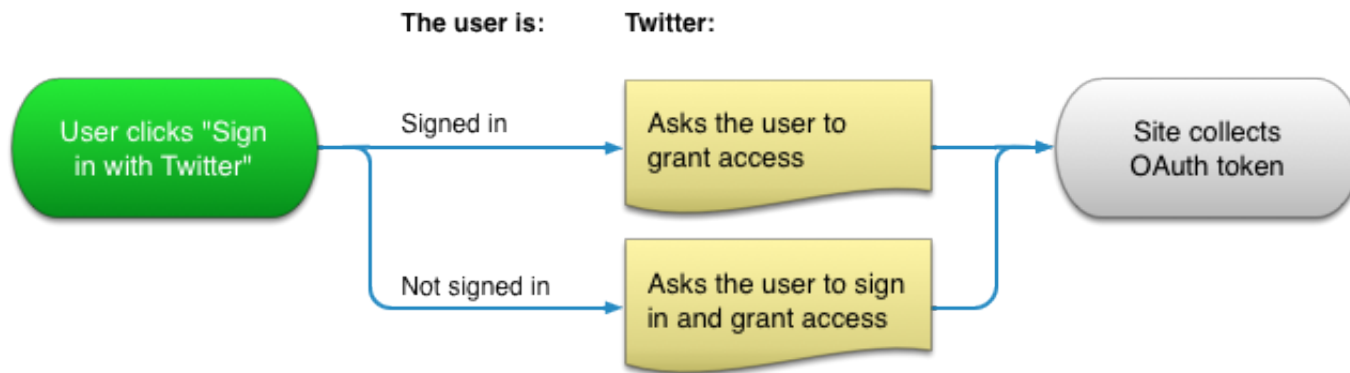 The user is:
Twitter:
User clicks "Sign
in with Twitter"
Signed in
Asks the user to
grant access
Site collects
OAuth token
Not signed in
Asks the user to sign
in and grant access